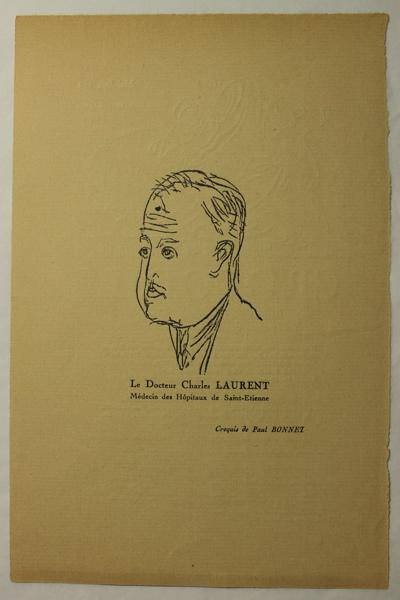 Le Docteur Charles LAURENT
Médecin des Hôpitaux de Saint-Etienne
Croquis de Paul BONNET